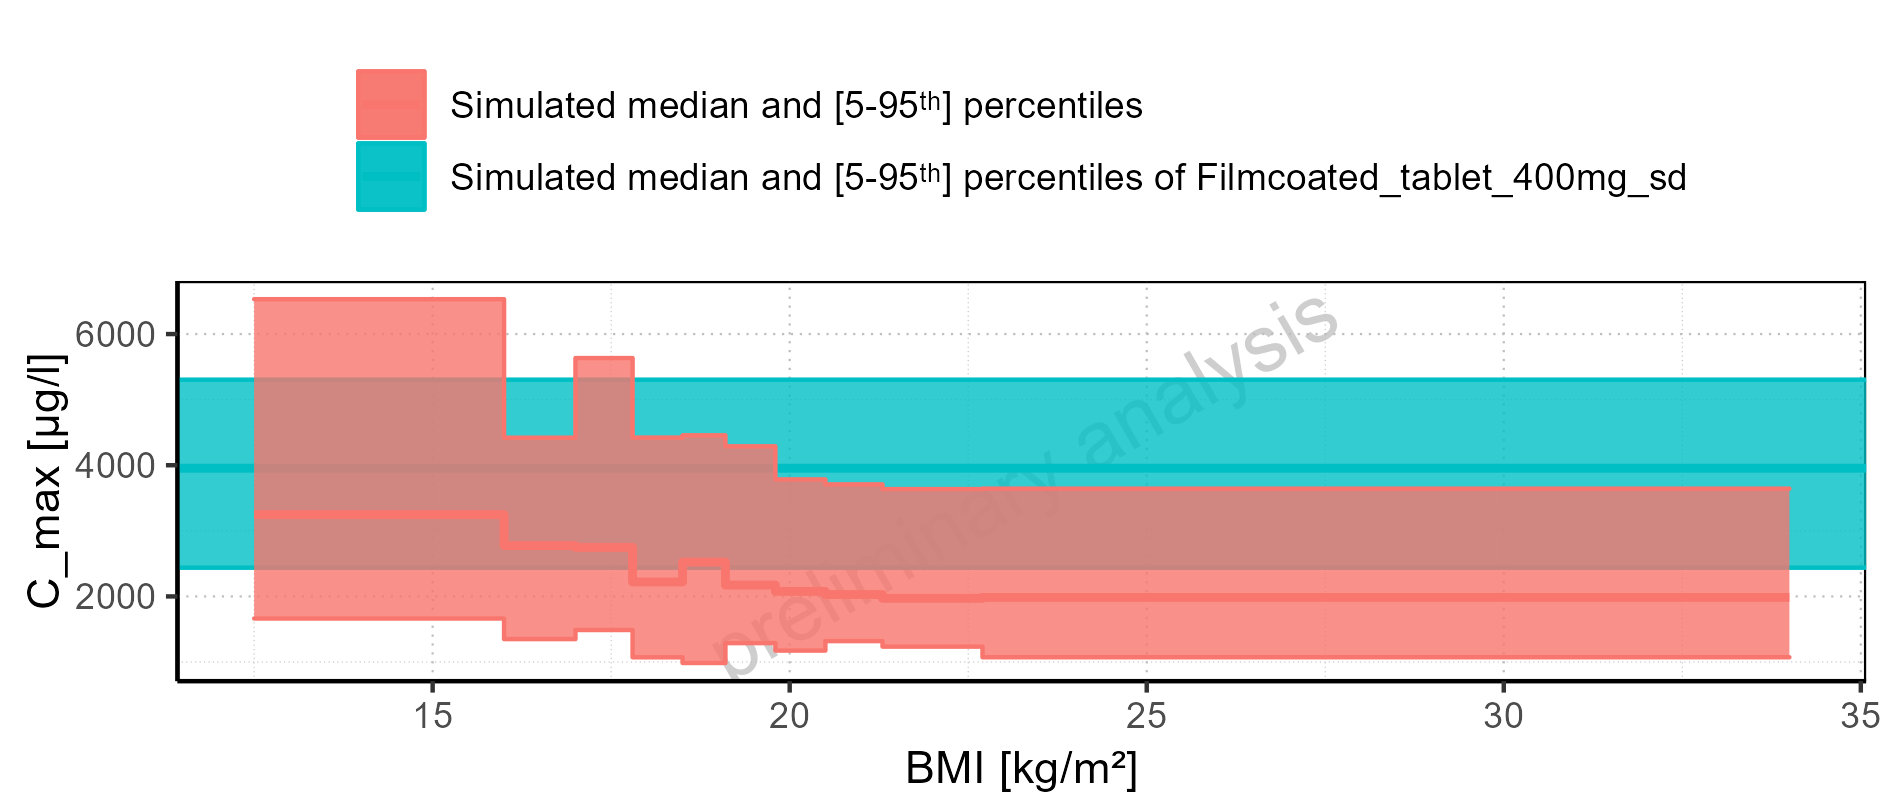 Simulated median and [5-95ᵗʰ] percentiles
Simulated median and [5-95ᵗʰ] percentiles of Filmcoated_tablet_400mg_sd
C_max [µg/l]
6000
4000
2000
preliminary analysis
15 20 25 30 35
BMI [kg/m²]